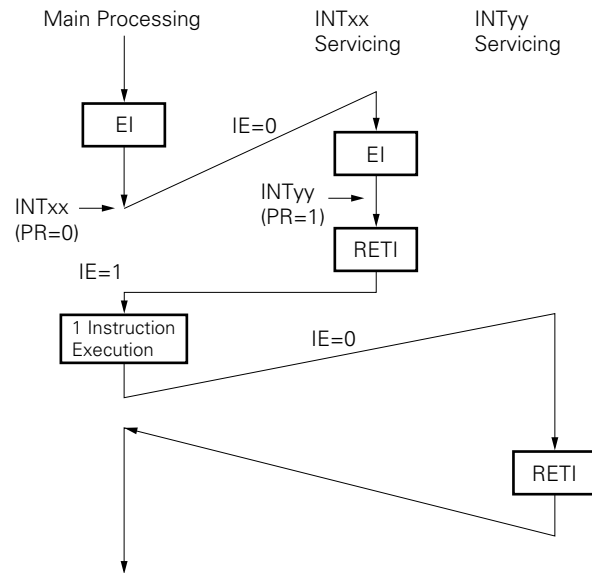 Main Processing
INTxx
Servicing
INTyy
Servicing
EI
IE=0
EI
INTxx
(PR=0)
INTyy
(PR=1)
RETI
IE=1
1 Instruction
Execution
IE=0
RETI